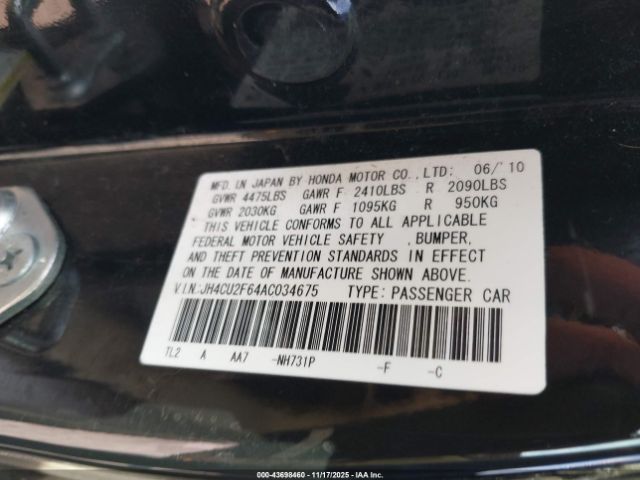 MFD. IN JAPAN BY HONDA MOTOR CO., LTD. 06/'10
GVWR 4475LBS GAWR F 2410LBS R 2090LBS
GVWR 2030KG GAWR F 1095KG R 950KG
THIS VEHICLE CONFORMS TO ALL APPLICABLE
FEDERAL MOTOR VEHICLE SAFETY , BUMPER,
AND THEFT PREVENTION STANDARDS IN EFFECT
ON THE DATE OF MANUFACTURE SHOWN ABOVE.
V.I.N:JH4CU2F64AC034675 TYPE: PASSENGER CAR
TL2 A AA7 -NH731P -F -C
000-43698460 - 11/17/2025 - IAA Inc.